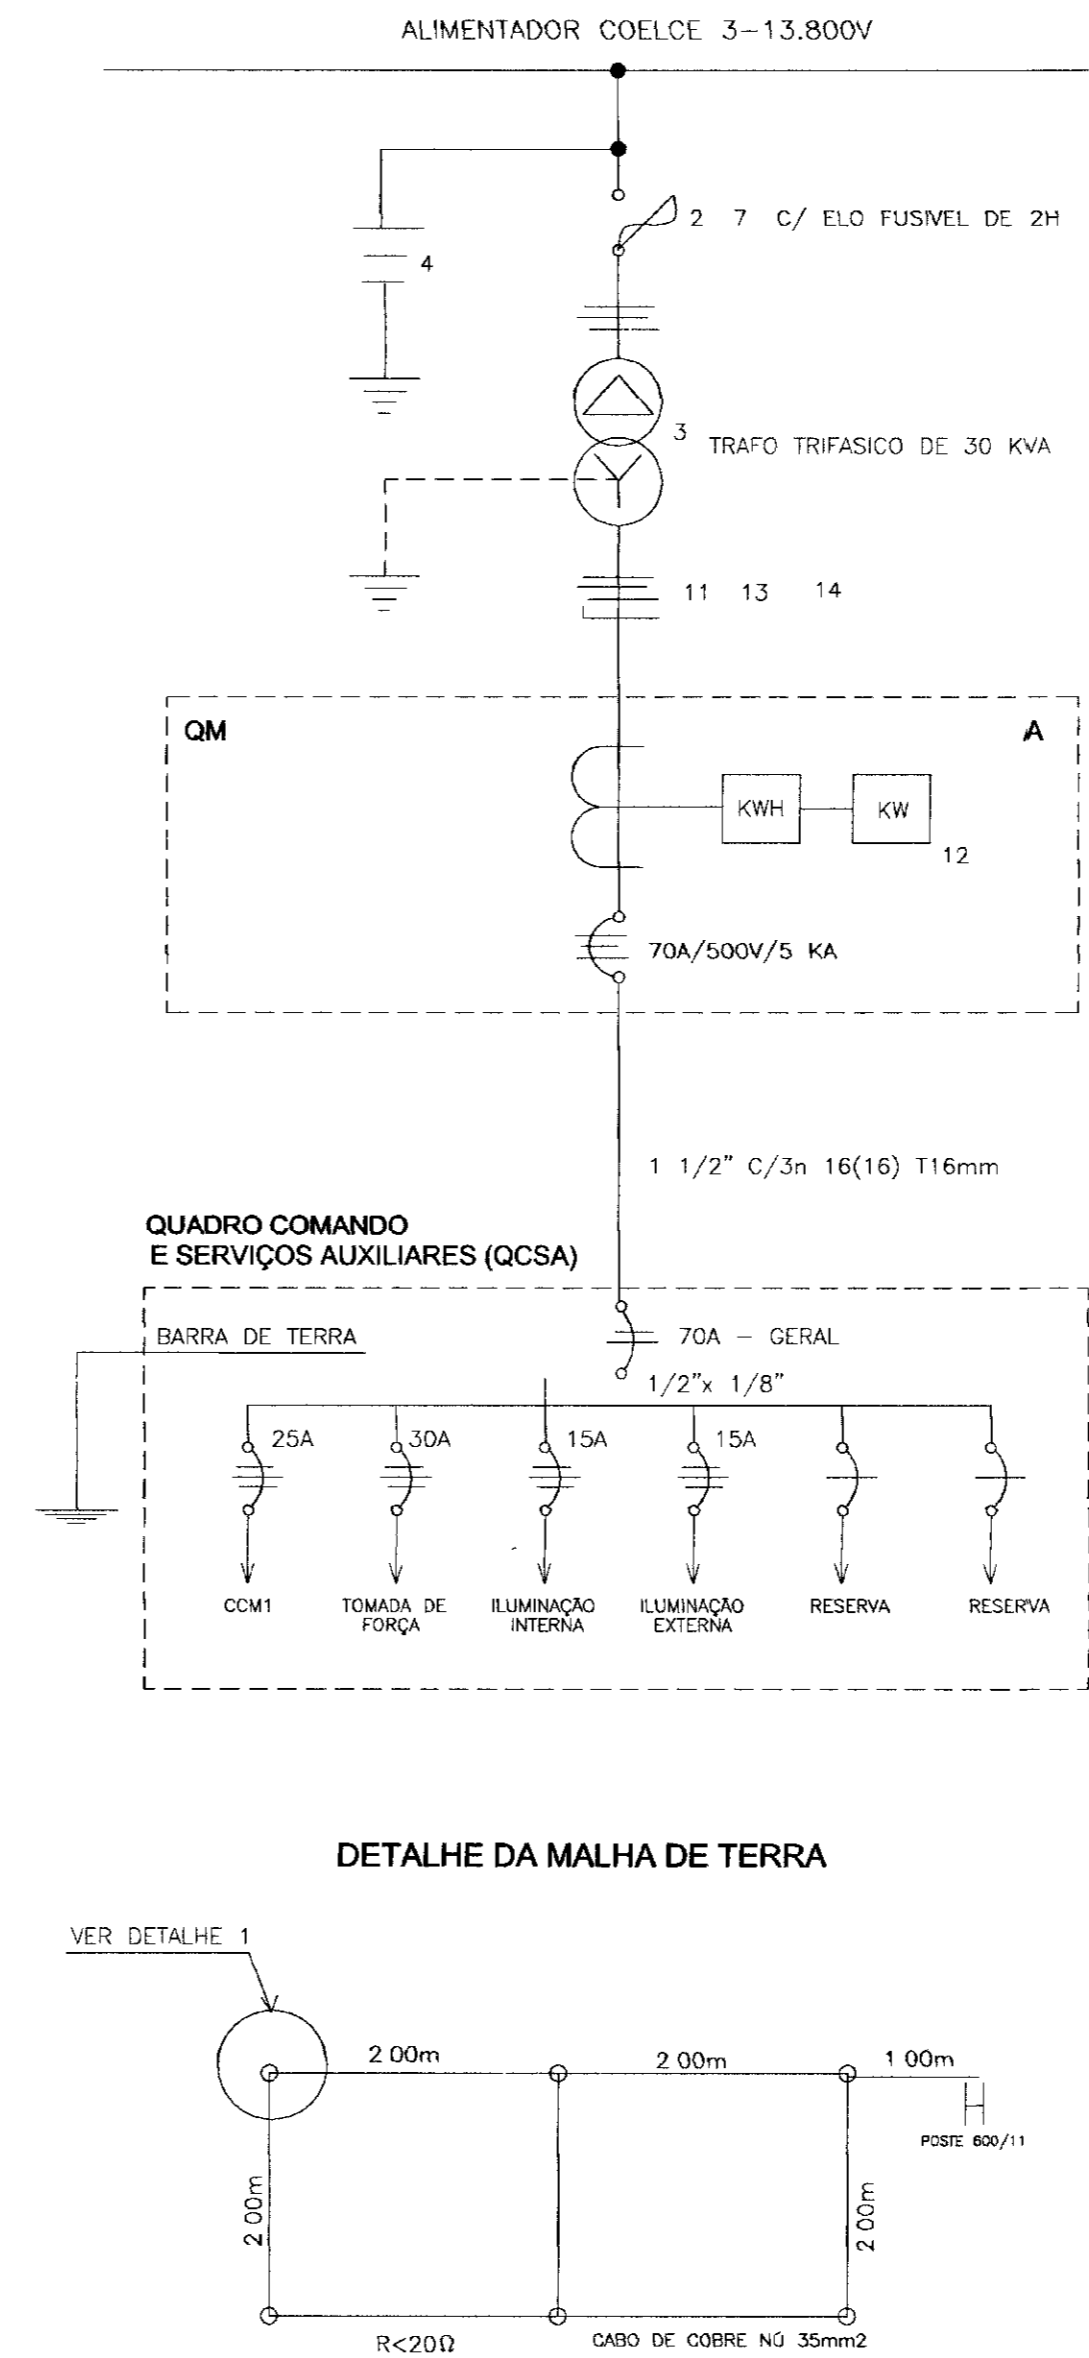 ALIMENTADOR COELCE 3-13.800V
2 7 C/ ELO FUSIVEL DE 2H
4
3 TRAFO TRIFASICO DE 30 KVA
11 13 14
QM A
KWH KW
12
70A/500V/5 KA
1 1/2" C/3n 16(16) T16mm
QUADRO COMANDO
E SERVIÇOS AUXILIARES (QCSA)
BARRA DE TERRA 70A - GERAL
1/2"x 1/8"
25A 30A 15A 15A
CCM1
TOMADA DE
FORÇA
ILUMINAÇÃO
INTERNA
ILUMINAÇÃO
EXTERNA
RESERVA
RESERVA
DETALHE DA MALHA DE TERRA
VER DETALHE 1
2 00m 2 00m 1 00m
POSTE 600/11
2 00m 2 00m
R<20Ω CABO DE COBRE NÚ 35mm2